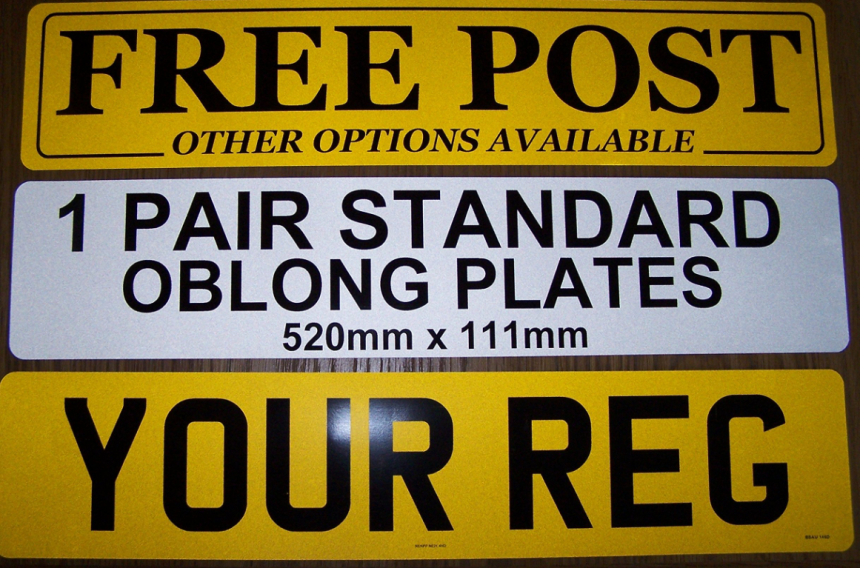 FREE POST
OTHER OPTIONS AVAILABLE
1 PAIR STANDARD
OBLONG PLATES
520mm x 111mm
YOUR REG